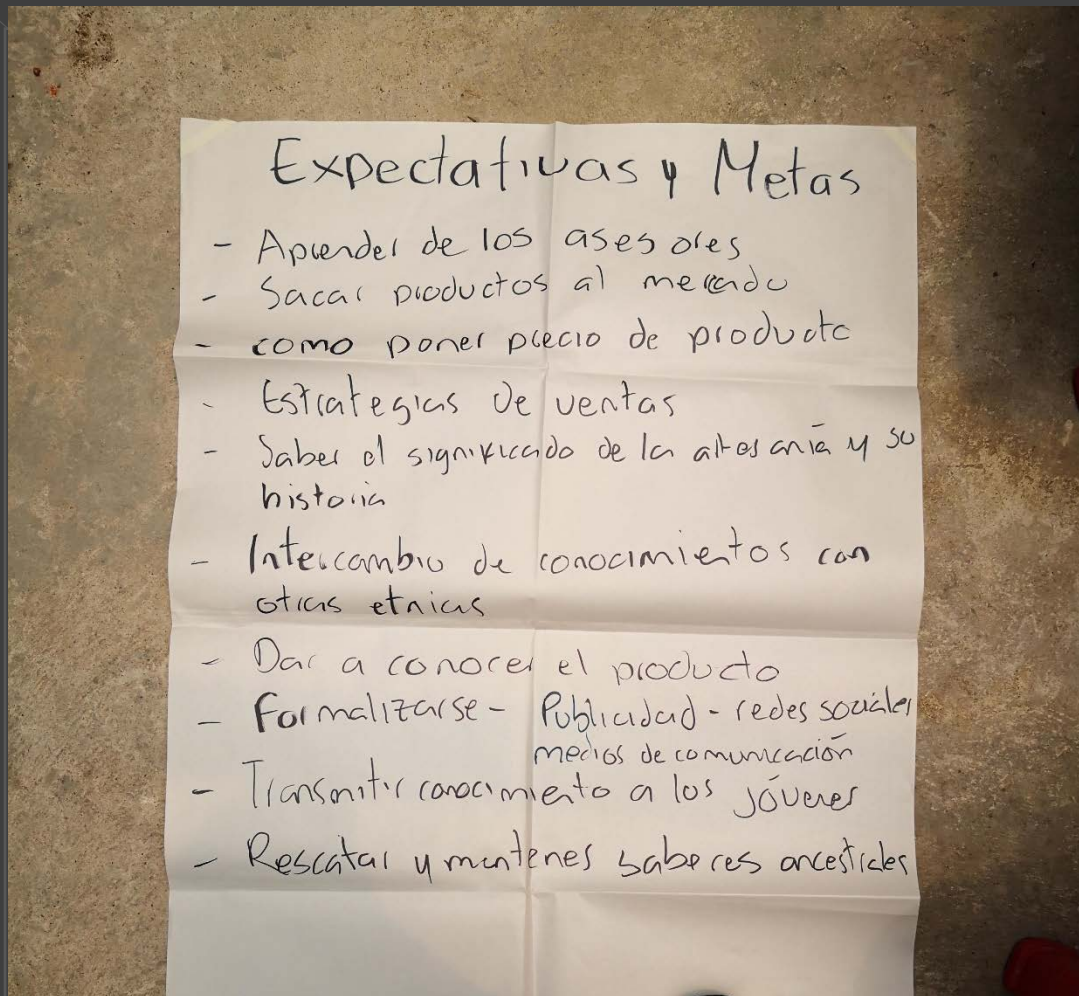 Expectativas y Metas
- Aprender de los asesores
- Sacar productos al mercado
- como poner precio de producto
- Estrategias de ventas
- Saber el significado de la artesanía y su
historia
- Intercambio de conocimientos con
otras etnicas
- Dar a conocer el producto
- Formalizarse - Publicidad - redes sociales
medios de comunicación
- Transmitir conocimiento a los jóvenes
- Rescatar y mantenes saberes ancestrales